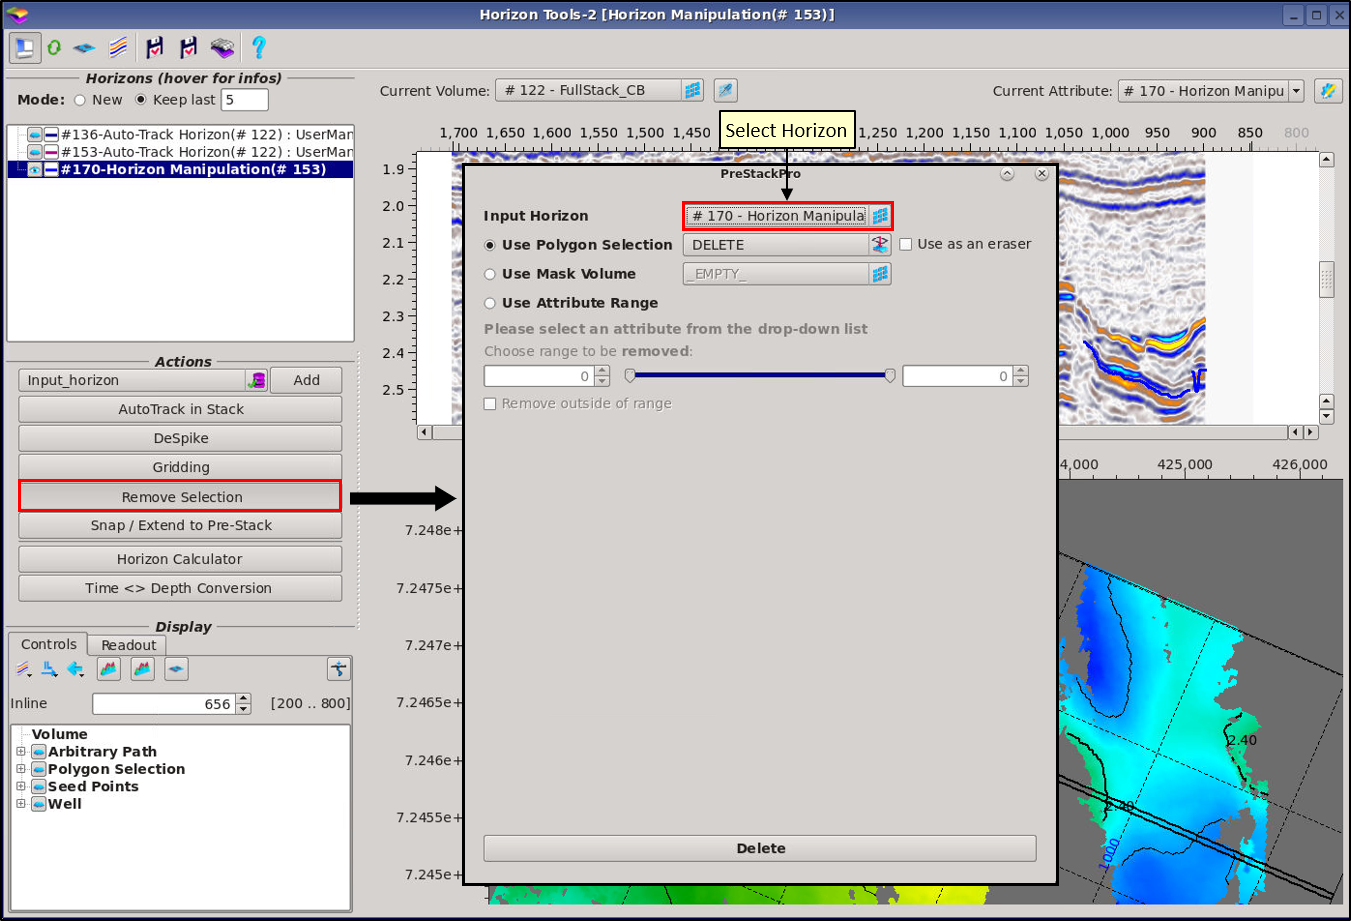 Horizon Tools-2 [Horizon Manipulation(# 153)]
Horizons (hover for infos)
Mode: New Keep last 5
#136-Auto-Track Horizon(# 122) : UserMan
#153-Auto-Track Horizon(# 122) : UserMan
#170-Horizon Manipulation(# 153)
Actions
Input_horizon Add
AutoTrack in Stack
DeSpike
Gridding
Remove Selection
Snap / Extend to Pre-Stack
Horizon Calculator
Time <> Depth Conversion
Display
Controls Readout
Inline 656 [200 .. 800]
Volume
Arbitrary Path
Polygon Selection
Seed Points
Well
Current Volume: # 122 - FullStack_CB Current Attribute: # 170 - Horizon Manipu
Select Horizon
1,700 1,650 1,600 1,550 1,500 1,450 1,250 1,200 1,150 1,100 1,050 1,000 950 900 850 800
1.9
2.0
2.1
2.2
2.3
2.4
2.5
PreStackPro
Input Horizon # 170 - Horizon Manipula
Use Polygon Selection DELETE Use as an eraser
Use Mask Volume _EMPTY_
Use Attribute Range
Please select an attribute from the drop-down list
Choose range to be removed:
0 0
Remove outside of range
Delete
4,000 425,000 426,000
7.248e+
7.2475e+
7.247e+
7.2465e+
7.246e+
7.2455e+
7.245e+
2.40
2.40
1000